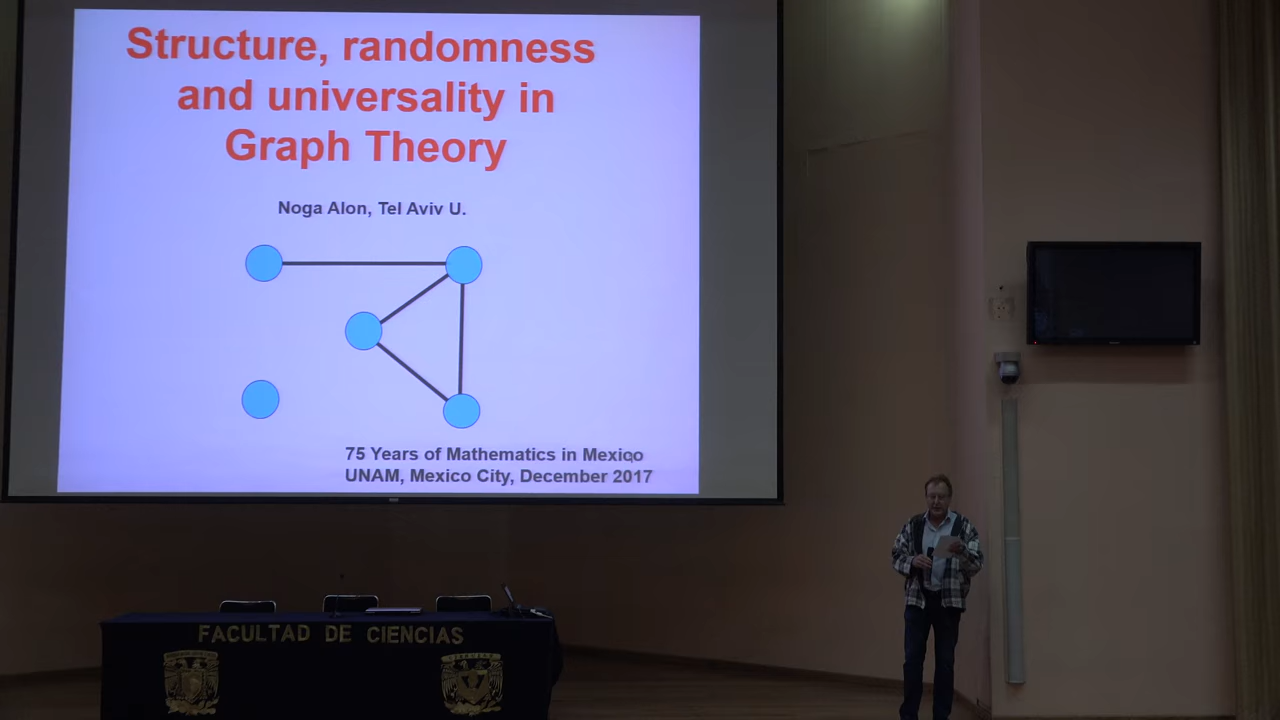 Structure, randomness
and universality in
Graph Theory
Noga Alon, Tel Aviv U.
75 Years of Mathematics in Mexico
UNAM, Mexico City, December 2017
FACULTAD DE CIENCIAS